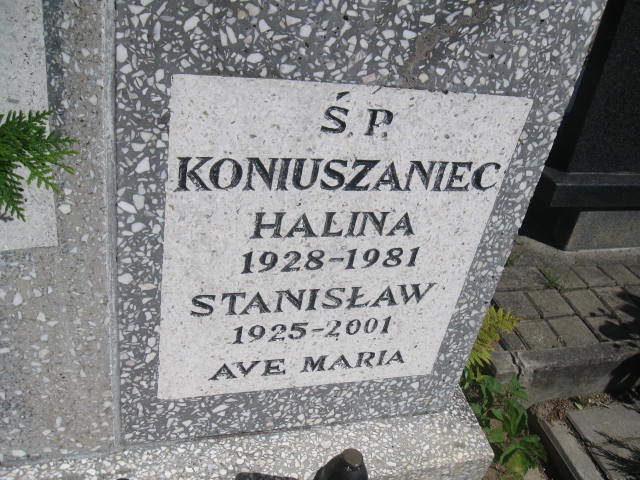 Ś.P.
KONIUSZANIEC
HALINA
1928-1981
STANISŁAW
1925-2001
AVE MARIA